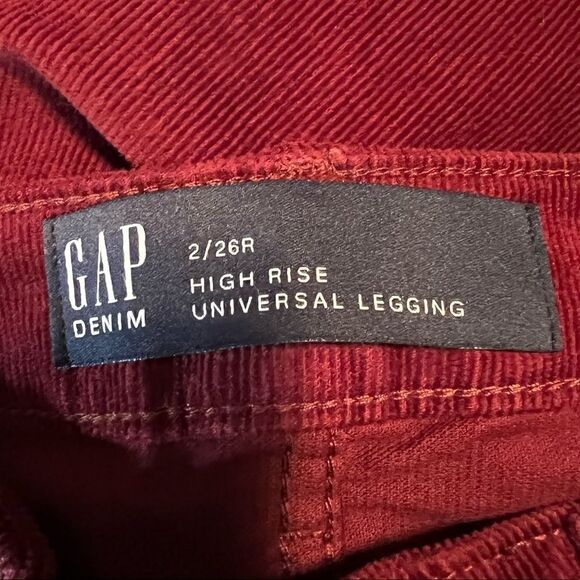 GAP
DENIM
2/26R
HIGH RISE
UNIVERSAL LEGGING